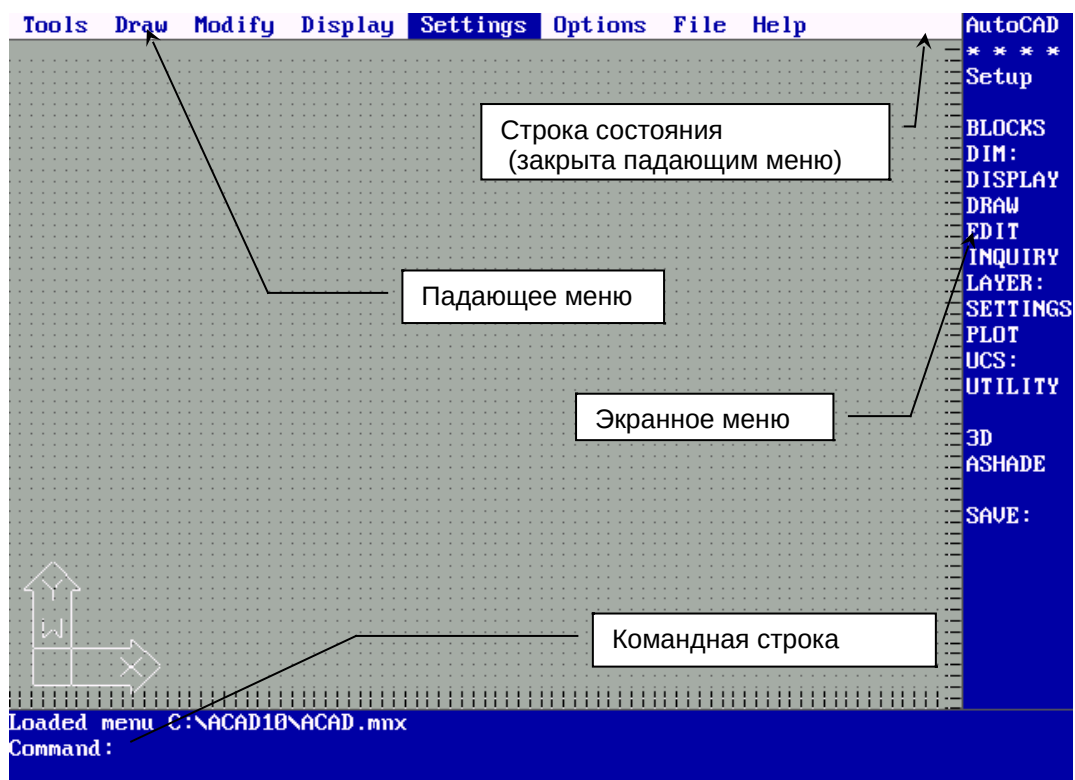 Tools Draw Modify Display Settings Options File Help
AutoCAD
* * * *
Setup
BLOCKS
DIM:
DISPLAY
DRAW
EDIT
INQUIRY
LAYER:
SETTINGS
PLOT
UCS:
UTILITY
3D
ASHADE
SAVE:
Строка состояния
(закрыта падающим меню)
Падающее меню
Экранное меню
Командная строка
Y
W
X
Loaded menu C:\ACAD10\ACAD.mnx
Command: